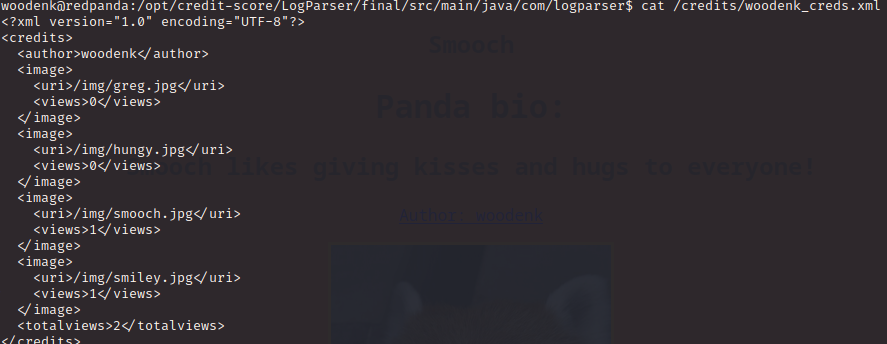 woodenk@redpanda:/opt/credit-score/LogParser/final/src/main/java/com/logparser$ cat /credits/woodenk_creds.xml
<?xml version="1.0" encoding="UTF-8"?>
<credits>
  <author>woodenk</author>
  <image>
    <uri>/img/greg.jpg</uri>
    <views>0</views>
  </image>
  <image>
    <uri>/img/hungy.jpg</uri>
    <views>0</views>
  </image>
  <image>
    <uri>/img/smooch.jpg</uri>
    <views>1</views>
  </image>
  <image>
    <uri>/img/smiley.jpg</uri>
    <views>1</views>
  </image>
  <totalviews>2</totalviews>
</credits>
Smooch
Panda bio:
likes giving kisses and hugs to everyone!
Author: woodenk